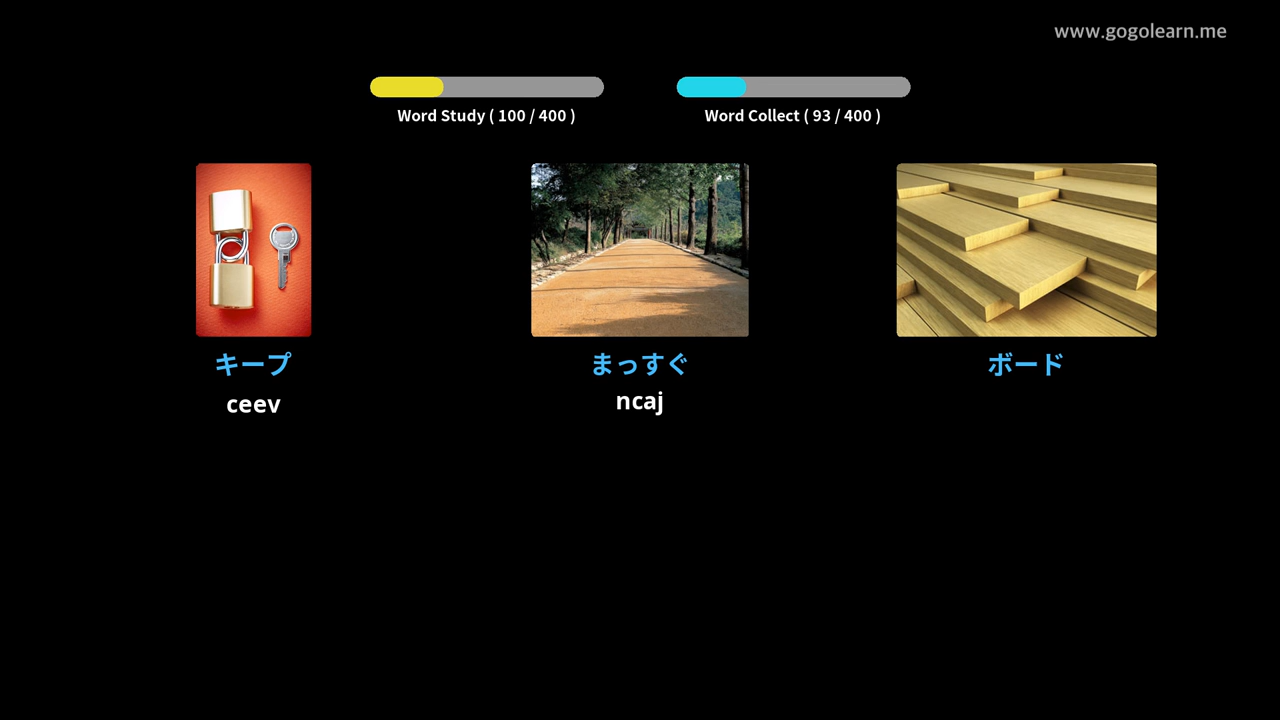 www.gogolearn.me
Word Study ( 100 / 400 )
Word Collect ( 93 / 400 )
キープ
まっすぐ
ボード
ceev
ncaj